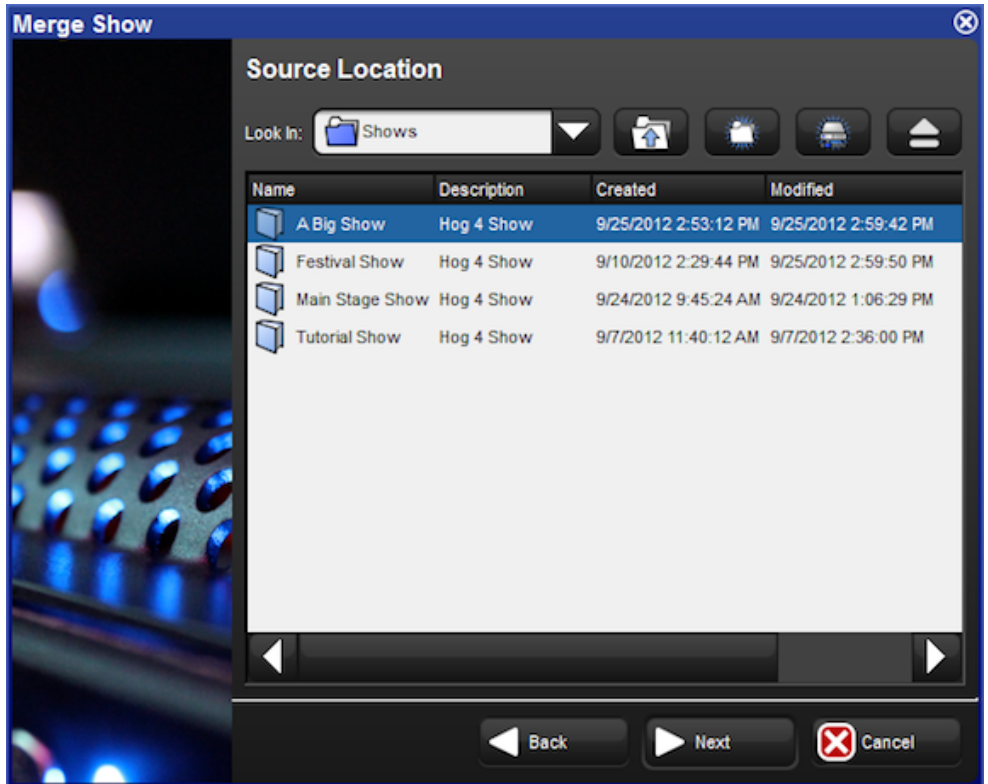 Merge Show
Source Location
Look In: Shows
Name Description Created Modified
A Big Show Hog 4 Show 9/25/2012 2:53:12 PM 9/25/2012 2:59:42 PM
Festival Show Hog 4 Show 9/10/2012 2:29:44 PM 9/25/2012 2:59:50 PM
Main Stage Show Hog 4 Show 9/24/2012 9:45:24 AM 9/24/2012 1:06:29 PM
Tutorial Show Hog 4 Show 9/7/2012 11:40:12 AM 9/7/2012 2:36:00 PM
Back Next Cancel